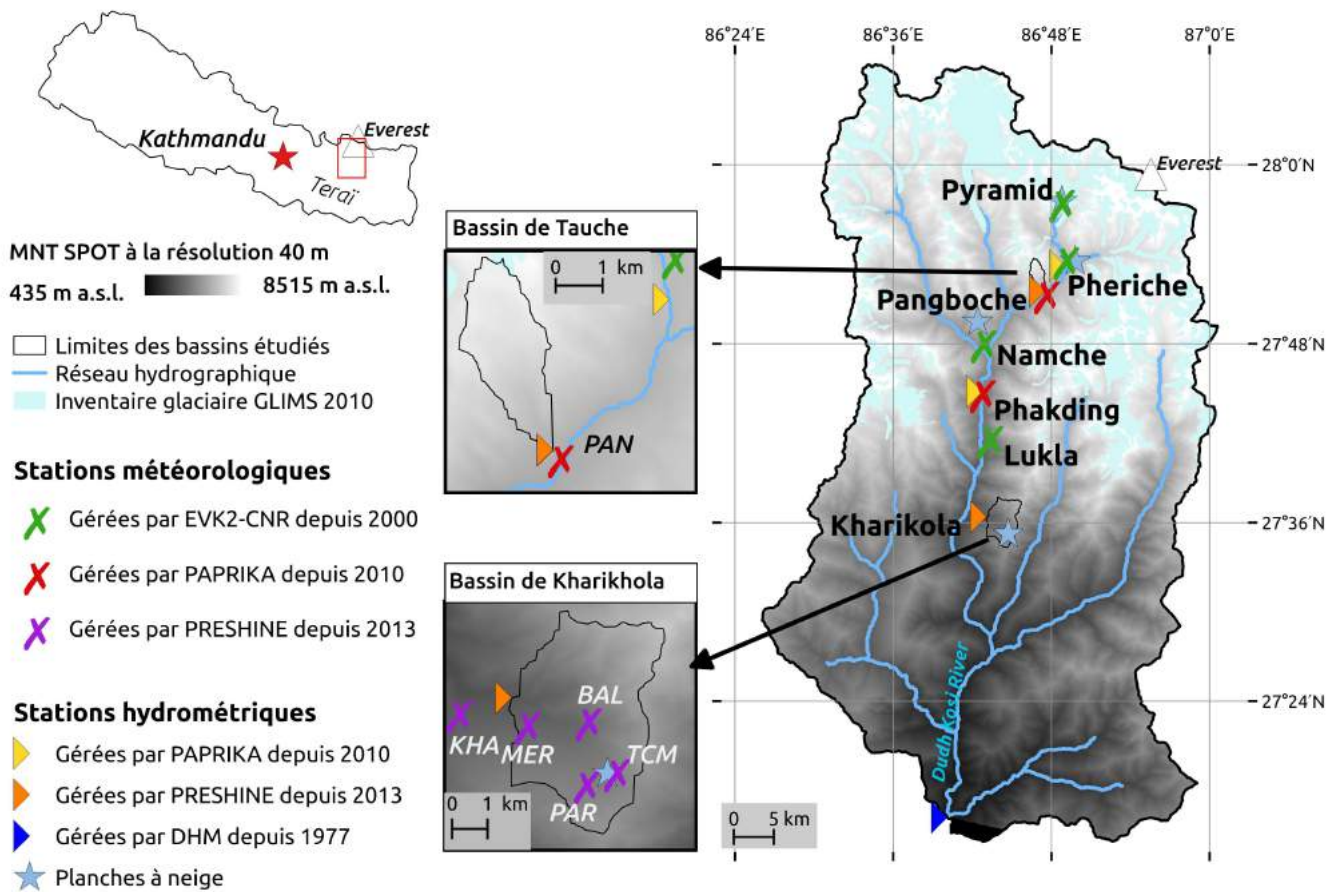 Kathmandu
Everest
Teraï
MNT SPOT à la résolution 40 m
435 m a.s.l.
8515 m a.s.l.
Limites des bassins étudiés
Réseau hydrographique
Inventaire glaciaire GLIMS 2010
Stations météorologiques
Gérées par EVK2-CNR depuis 2000
Gérées par PAPRIKA depuis 2010
Gérées par PRESHINE depuis 2013
Stations hydrométriques
Gérées par PAPRIKA depuis 2010
Gérées par PRESHINE depuis 2013
Gérées par DHM depuis 1977
Planches à neige
Bassin de Tauche
0 1 km
PAN
Bassin de Kharikhola
BAL
KHA
MER
TCM
PAR
0 1 km
86°24′E
86°36′E
86°48′E
87°0′E
28°0′N
27°48′N
27°36′N
27°24′N
Everest
Pyramid
Pheriche
Pangboche
Namche
Phakding
Lukla
Kharikola
Dudh Kosi River
0 5 km